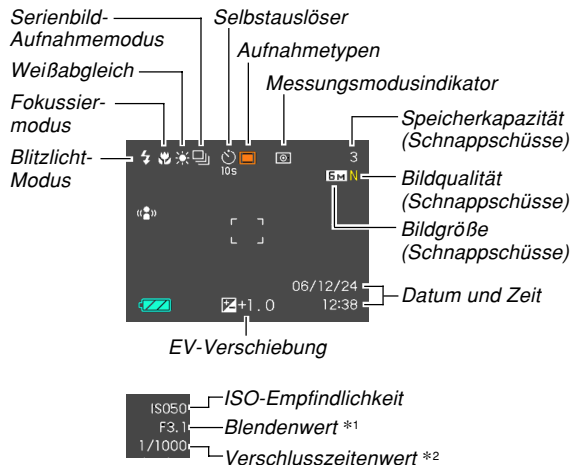 Serienbild-
Aufnahmemodus
Selbstauslöser
Aufnahmetypen
Weißabgleich
Messungsmodusindikator
Fokussier-
modus
Blitzlicht-
Modus
Speicherkapazität
(Schnappschüsse)
10s
3
6M N
Bildqualität
(Schnappschüsse)
Bildgröße
(Schnappschüsse)
06/12/24
12:38
Datum und Zeit
+1.0
EV-Verschiebung
ISO50
ISO-Empfindlichkeit
F3.1
Blendenwert *1
1/1000
Verschlusszeitenwert *2